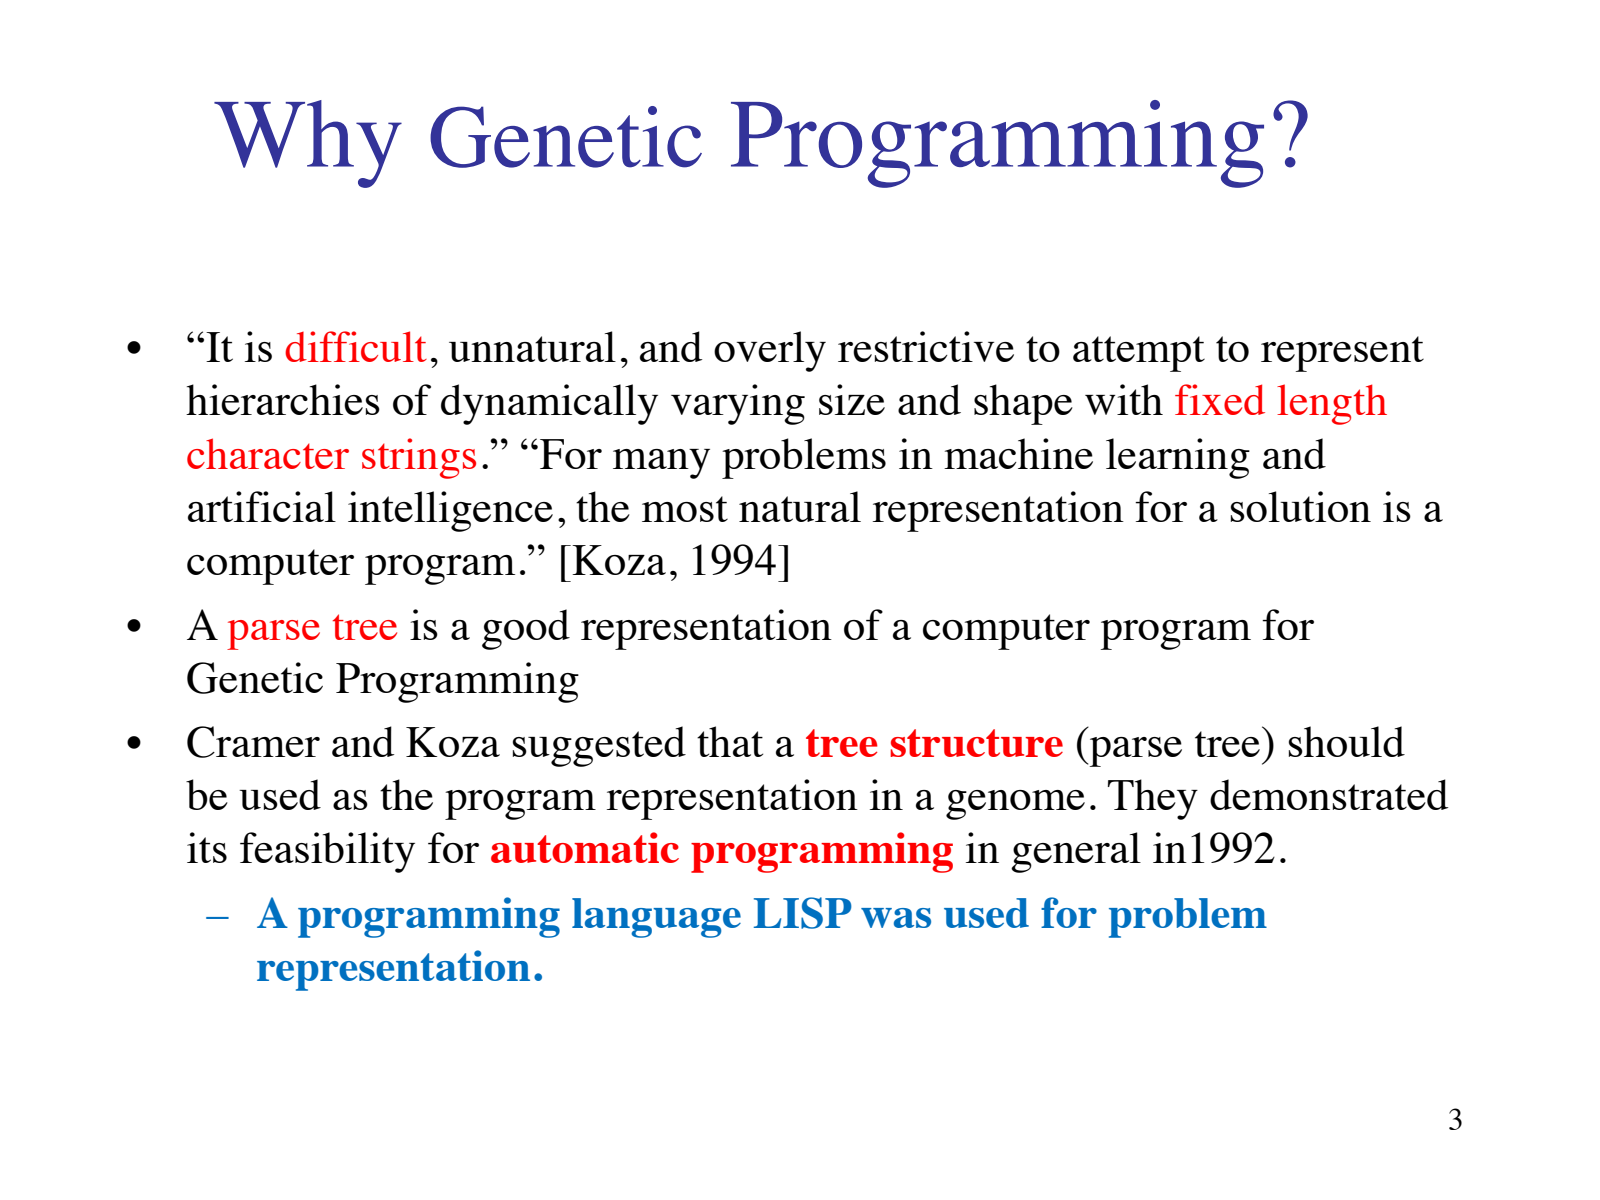 Why Genetic Programming?
• “It is difficult, unnatural, and overly restrictive to attempt to represent
hierarchies of dynamically varying size and shape with fixed length
character strings.” “For many problems in machine learning and
artificial intelligence, the most natural representation for a solution is a
computer program.” [Koza, 1994]
• A parse tree is a good representation of a computer program for
Genetic Programming
• Cramer and Koza suggested that a tree structure (parse tree) should
be used as the program representation in a genome. They demonstrated
its feasibility for automatic programming in general in1992.
– A programming language LISP was used for problem
representation.
3